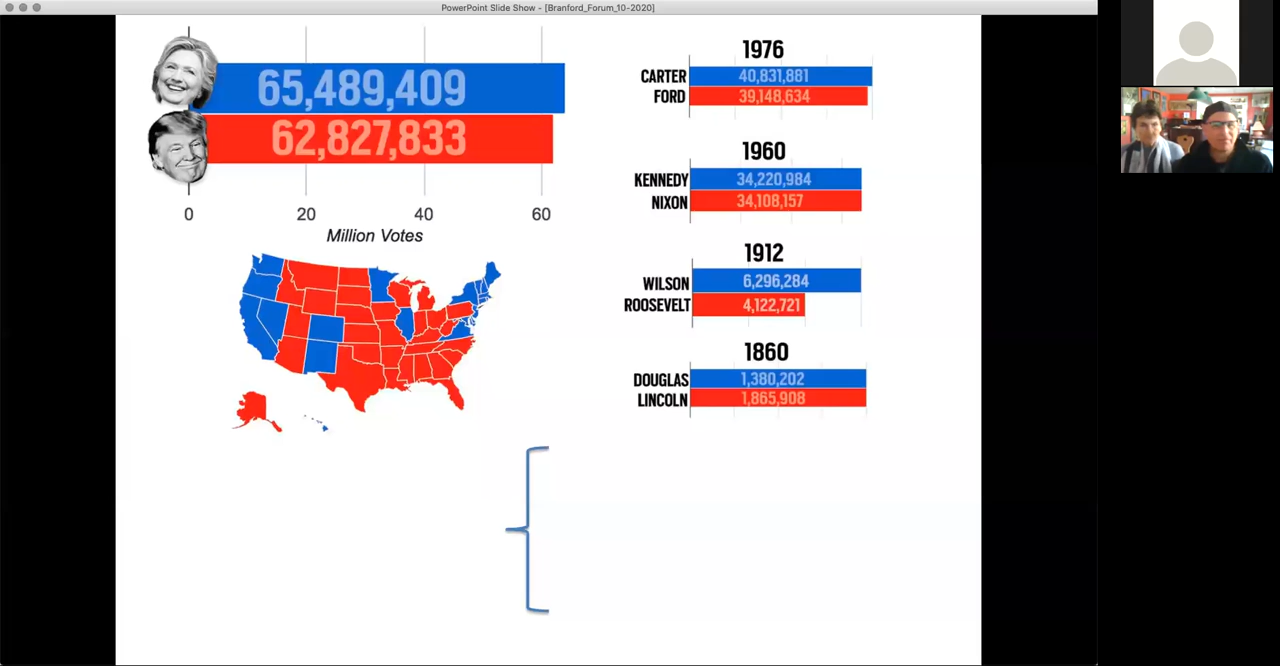 PowerPoint Slide Show - [Branford_Forum_10-2020]
65,489,409
62,827,833
0 20 40 60
Million Votes
1976
CARTER 40,831,881
FORD 39,148,634
1960
KENNEDY 34,220,984
NIXON 34,108,157
1912
WILSON 6,296,284
ROOSEVELT 4,122,721
1860
DOUGLAS 1,380,202
LINCOLN 1,865,908